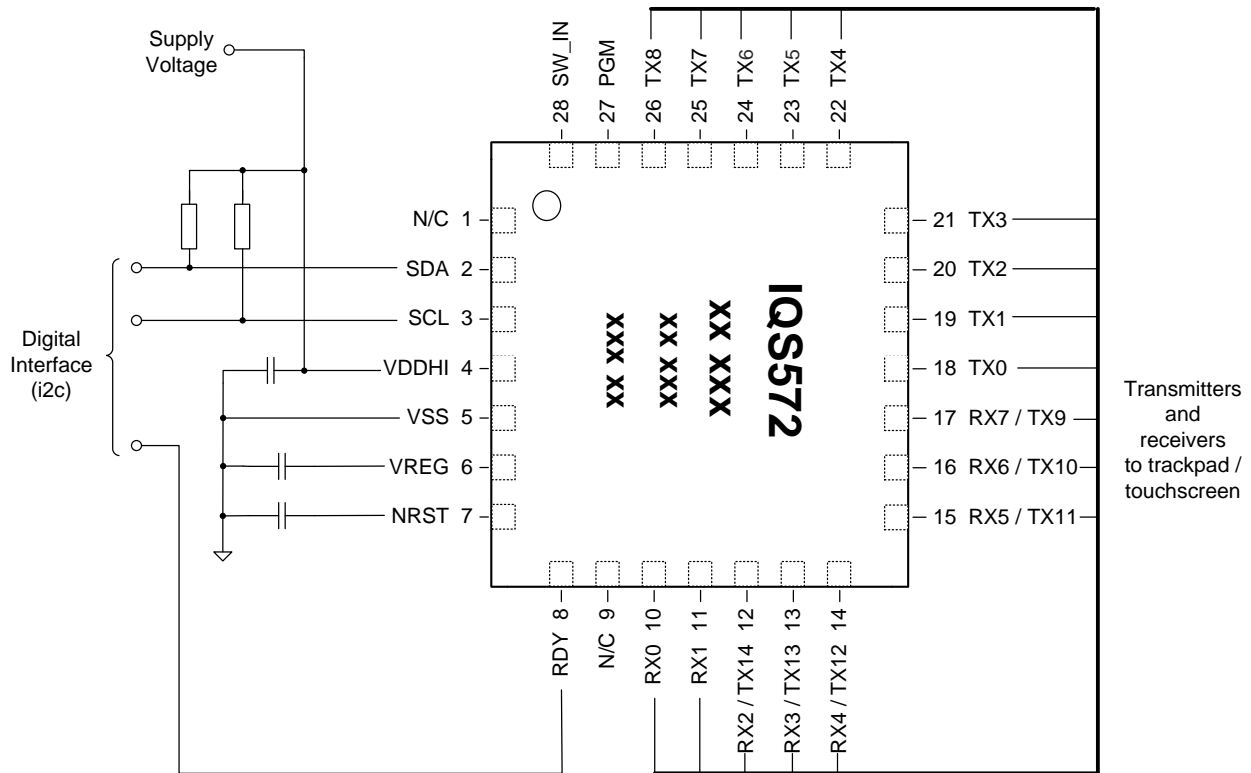 Supply
Voltage
28 SW_IN
27 PGM
26 TX8
25 TX7
24 TX6
23 TX5
22 TX4
N/C 1
SDA 2
SCL 3
VDDHI 4
VSS 5
VREG 6
NRST 7
Digital
Interface
(i2c)
IQS572
xx xxx
xxx xx
xx xxx
21 TX3
20 TX2
19 TX1
18 TX0
17 RX7 / TX9
16 RX6 / TX10
15 RX5 / TX11
Transmitters
and
receivers
to trackpad /
touchscreen
RDY 8
N/C 9
RX0 10
RX1 11
RX2 / TX14 12
RX3 / TX13 13
RX4 / TX12 14